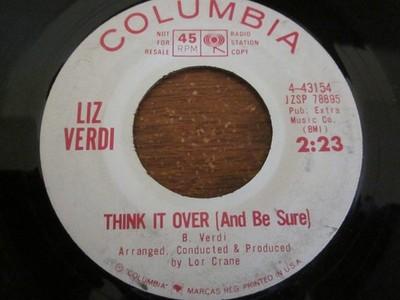 COLUMBIA
NOT FOR RESALE
45 RPM
RADIO STATION COPY
LIZ VERDI
4-43154
JZSP 78895
Pub. Extra
Music Co.
(BMI)
2:23
THINK IT OVER (And Be Sure)
B. Verdi
Arranged, Conducted & Produced
by Lor Crane
© "COLUMBIA" MARCAS REG. PRINTED IN U.S.A.